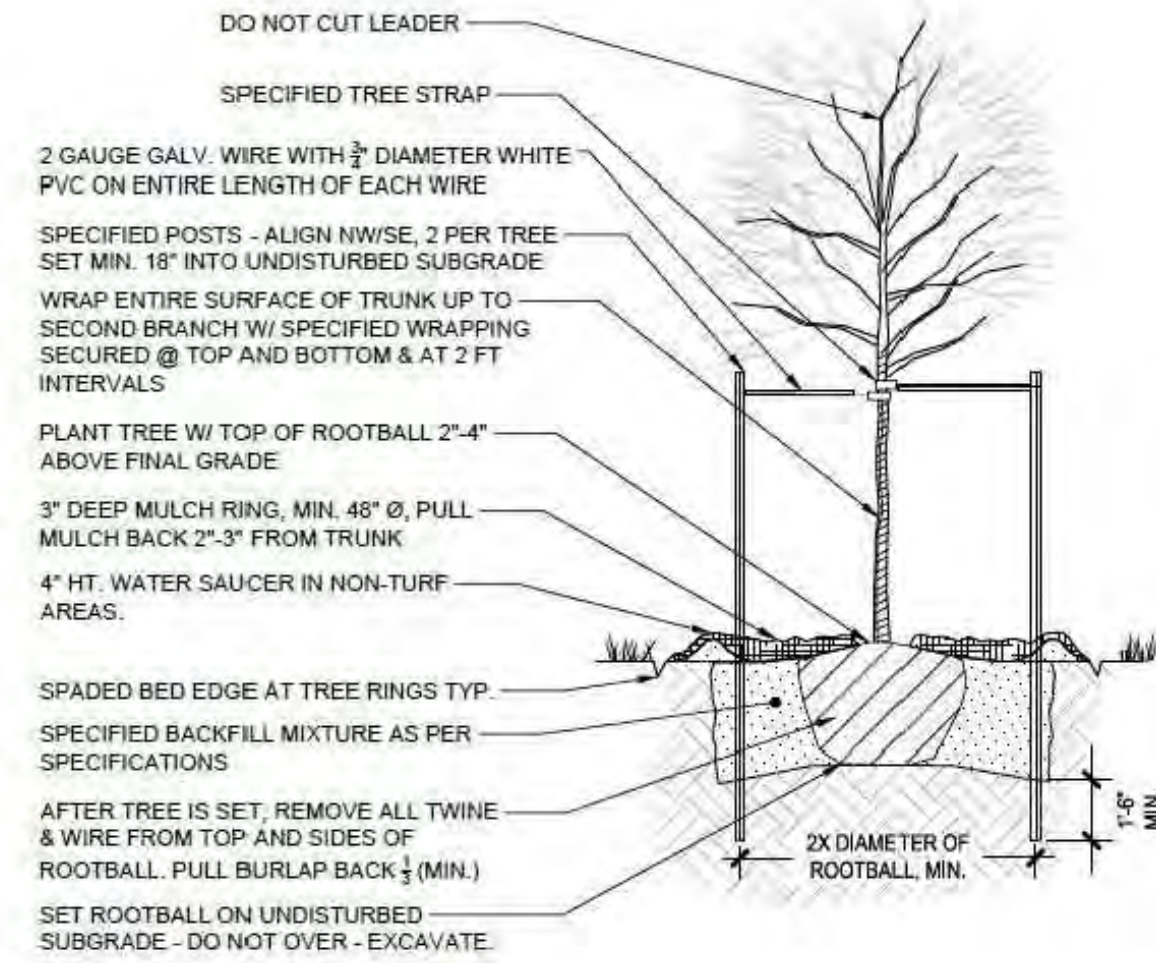 DO NOT CUT LEADER
SPECIFIED TREE STRAP
2 GAUGE GALV. WIRE WITH 3/4" DIAMETER WHITE
PVC ON ENTIRE LENGTH OF EACH WIRE
SPECIFIED POSTS - ALIGN NW/SE, 2 PER TREE
SET MIN. 18" INTO UNDISTURBED SUBGRADE
WRAP ENTIRE SURFACE OF TRUNK UP TO
SECOND BRANCH W/ SPECIFIED WRAPPING
SECURED @ TOP AND BOTTOM & AT 2 FT
INTERVALS
PLANT TREE W/ TOP OF ROOTBALL 2"-4"
ABOVE FINAL GRADE
3" DEEP MULCH RING, MIN. 48" Ø, PULL
MULCH BACK 2"-3" FROM TRUNK
4" HT. WATER SAUCER IN NON-TURF
AREAS.
SPADED BED EDGE AT TREE RINGS TYP.
SPECIFIED BACKFILL MIXTURE AS PER
SPECIFICATIONS
AFTER TREE IS SET, REMOVE ALL TWINE
& WIRE FROM TOP AND SIDES OF
ROOTBALL. PULL BURLAP BACK 1/3 (MIN.)
SET ROOTBALL ON UNDISTURBED
SUBGRADE - DO NOT OVER - EXCAVATE.
2X DIAMETER OF
ROOTBALL, MIN.
1'-6"
MIN